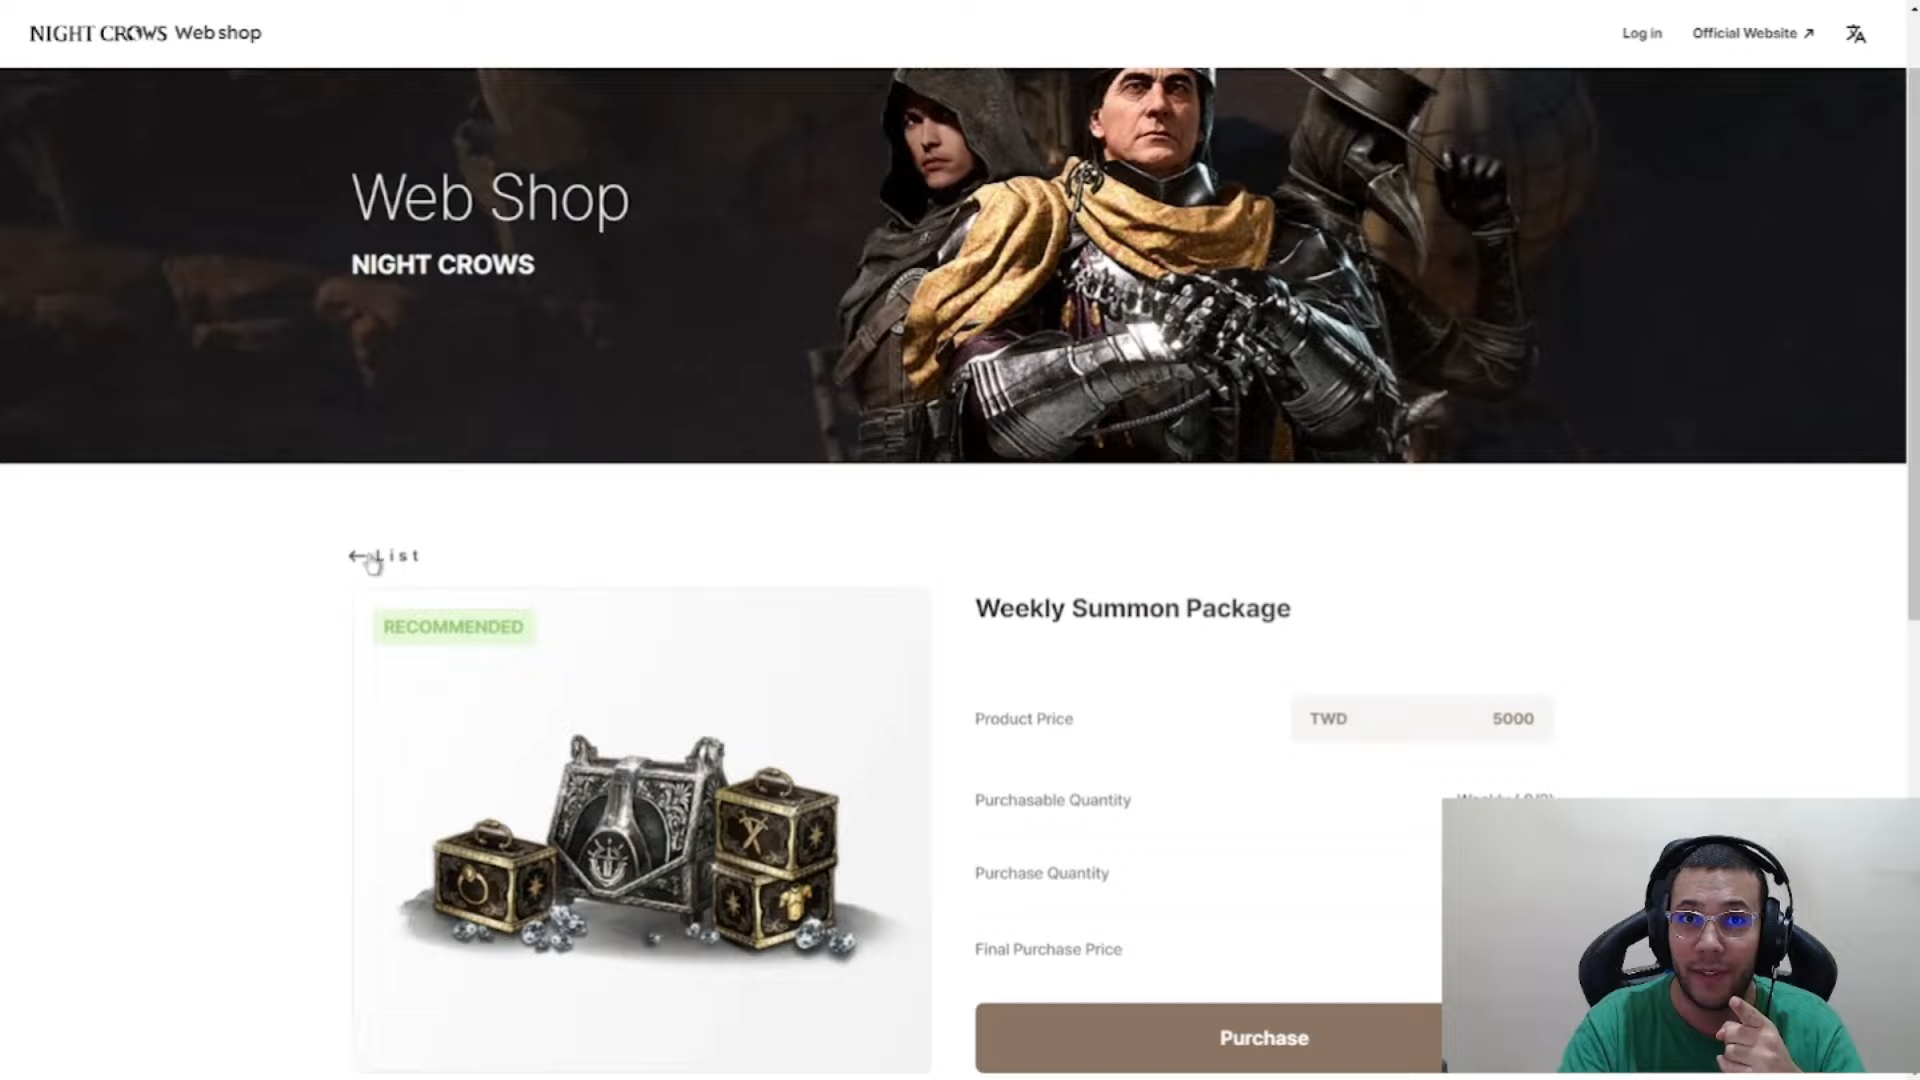 NIGHT CROWS Web shop
Log in
Official Website
Web Shop
NIGHT CROWS
List
RECOMMENDED
Weekly Summon Package
Product Price
TWD 5000
Purchasable Quantity
Purchase Quantity
Final Purchase Price
Purchase